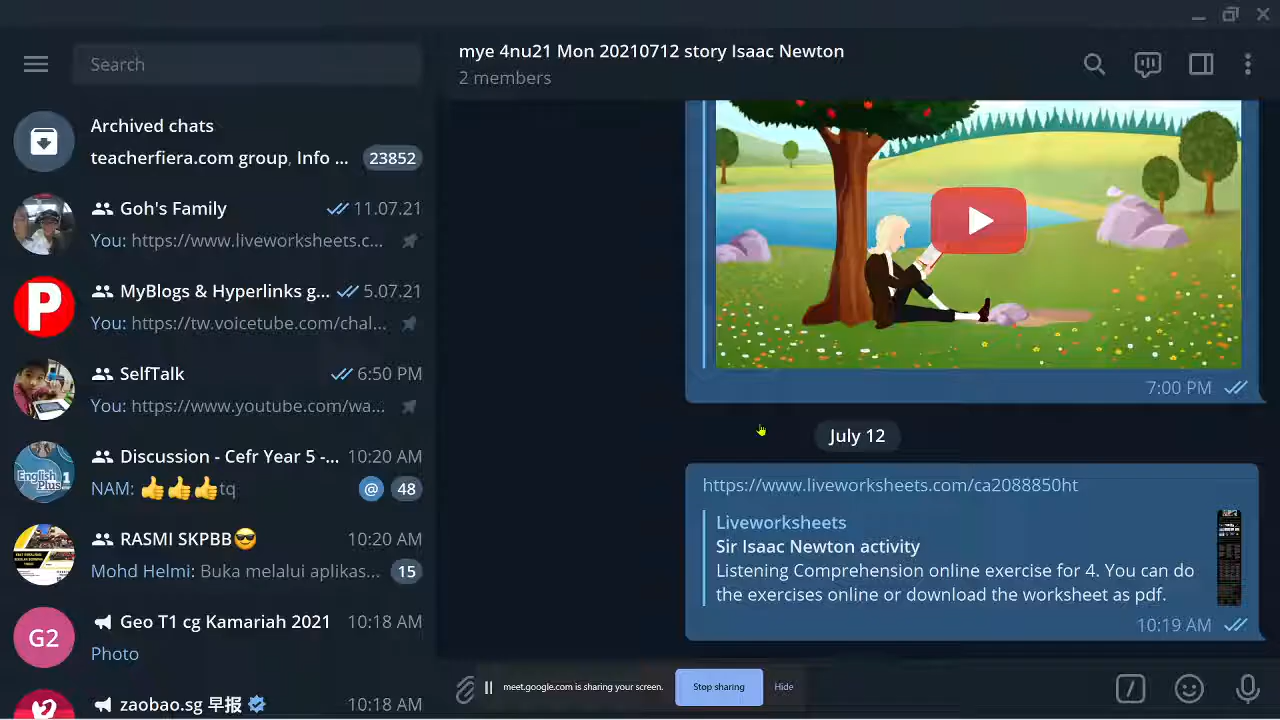 Search
mye 4nu21 Mon 20210712 story Isaac Newton
2 members
Archived chats
teacherfiera.com group, Info ... 23852
Goh's Family 11.07.21
You: https://www.liveworksheets.c...
P
MyBlogs & Hyperlinks g... 5.07.21
You: https://tw.voicetube.com/chal...
SelfTalk 6:50 PM
You: https://www.youtube.com/wa...
English Plus 1
Discussion - Cefr Year 5 -... 10:20 AM
NAM: 👍👍👍tq @ 48
RASMI SKPBB😎 10:20 AM
Mohd Helmi: Buka melalui aplikas... 15
G2
Geo T1 cg Kamariah 2021 10:18 AM
Photo
zaobao.sg 早报 10:18 AM
7:00 PM
July 12
https://www.liveworksheets.com/ca2088850ht
Liveworksheets
Sir Isaac Newton activity
Listening Comprehension online exercise for 4. You can do
the exercises online or download the worksheet as pdf.
10:19 AM
meet.google.com is sharing your screen. Stop sharing Hide